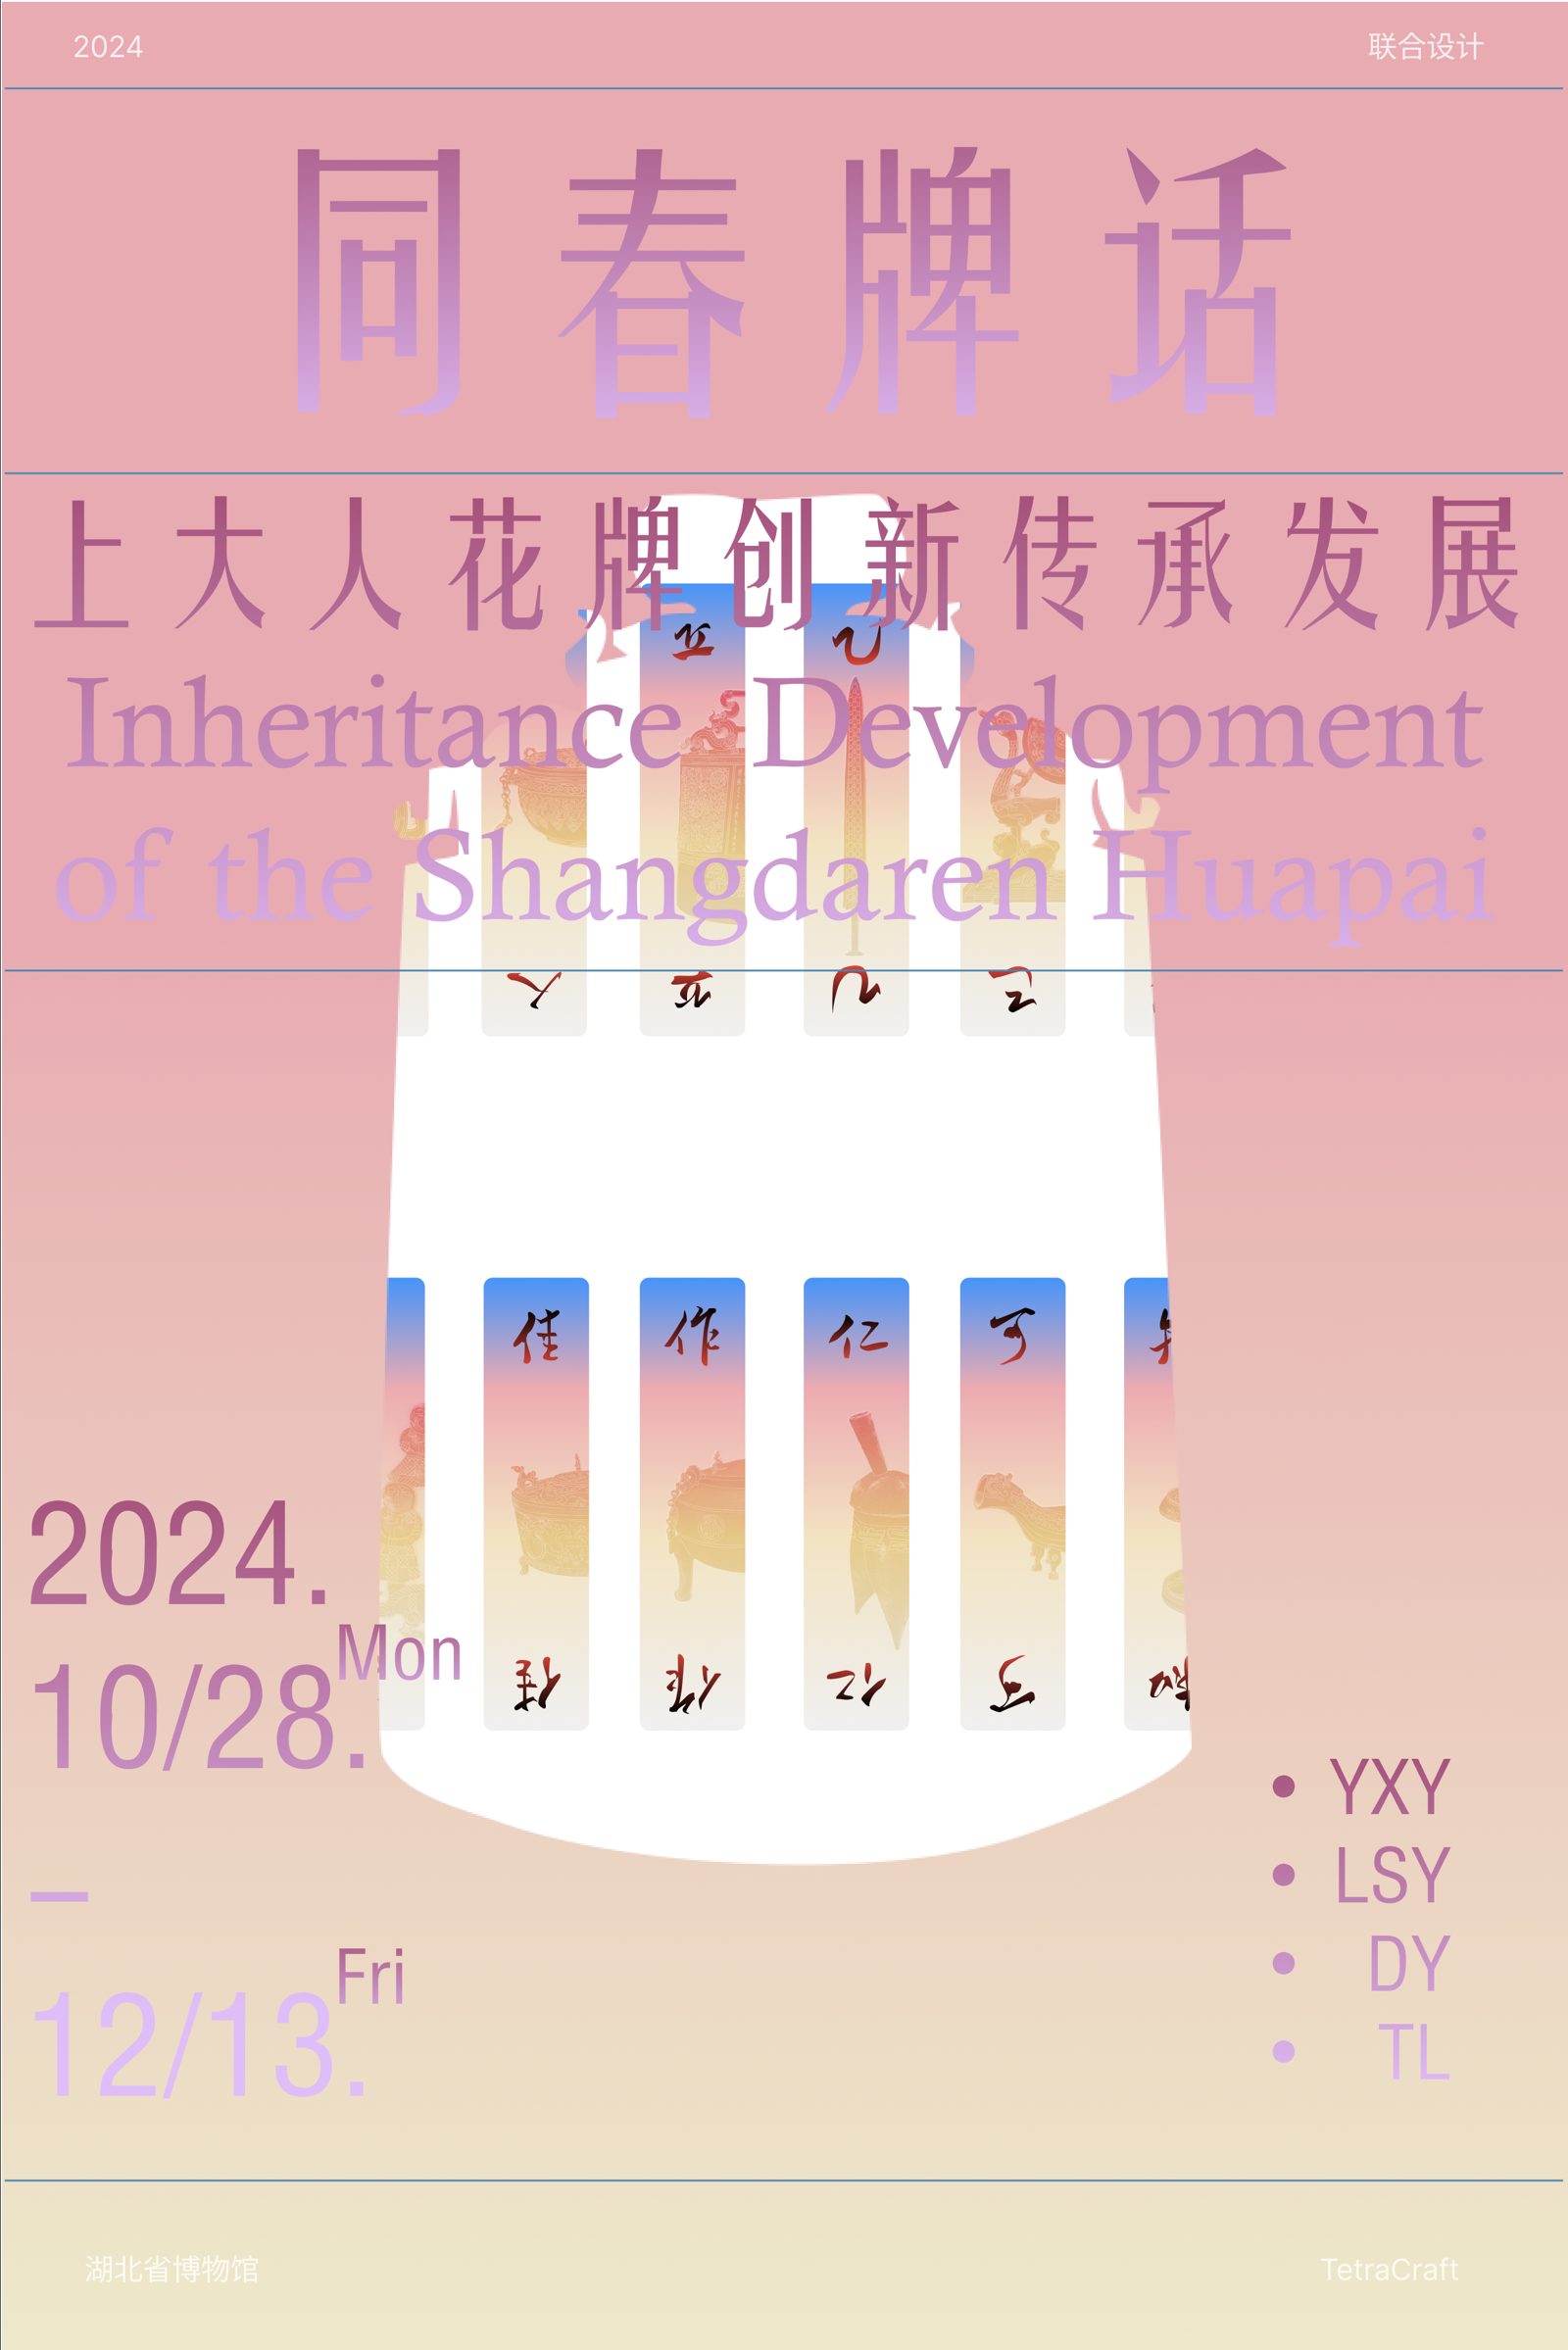 2024 联合设计
同春牌话
上大人花牌创新传承发展
Inheritance Development
of the Shangdaren Huapai
乙
佳 作 仁 可
2024.
Mon
10/28.
–
Fri
12/13.
• YXY
• LSY
• DY
• TL
湖北省博物馆 TetraCraft